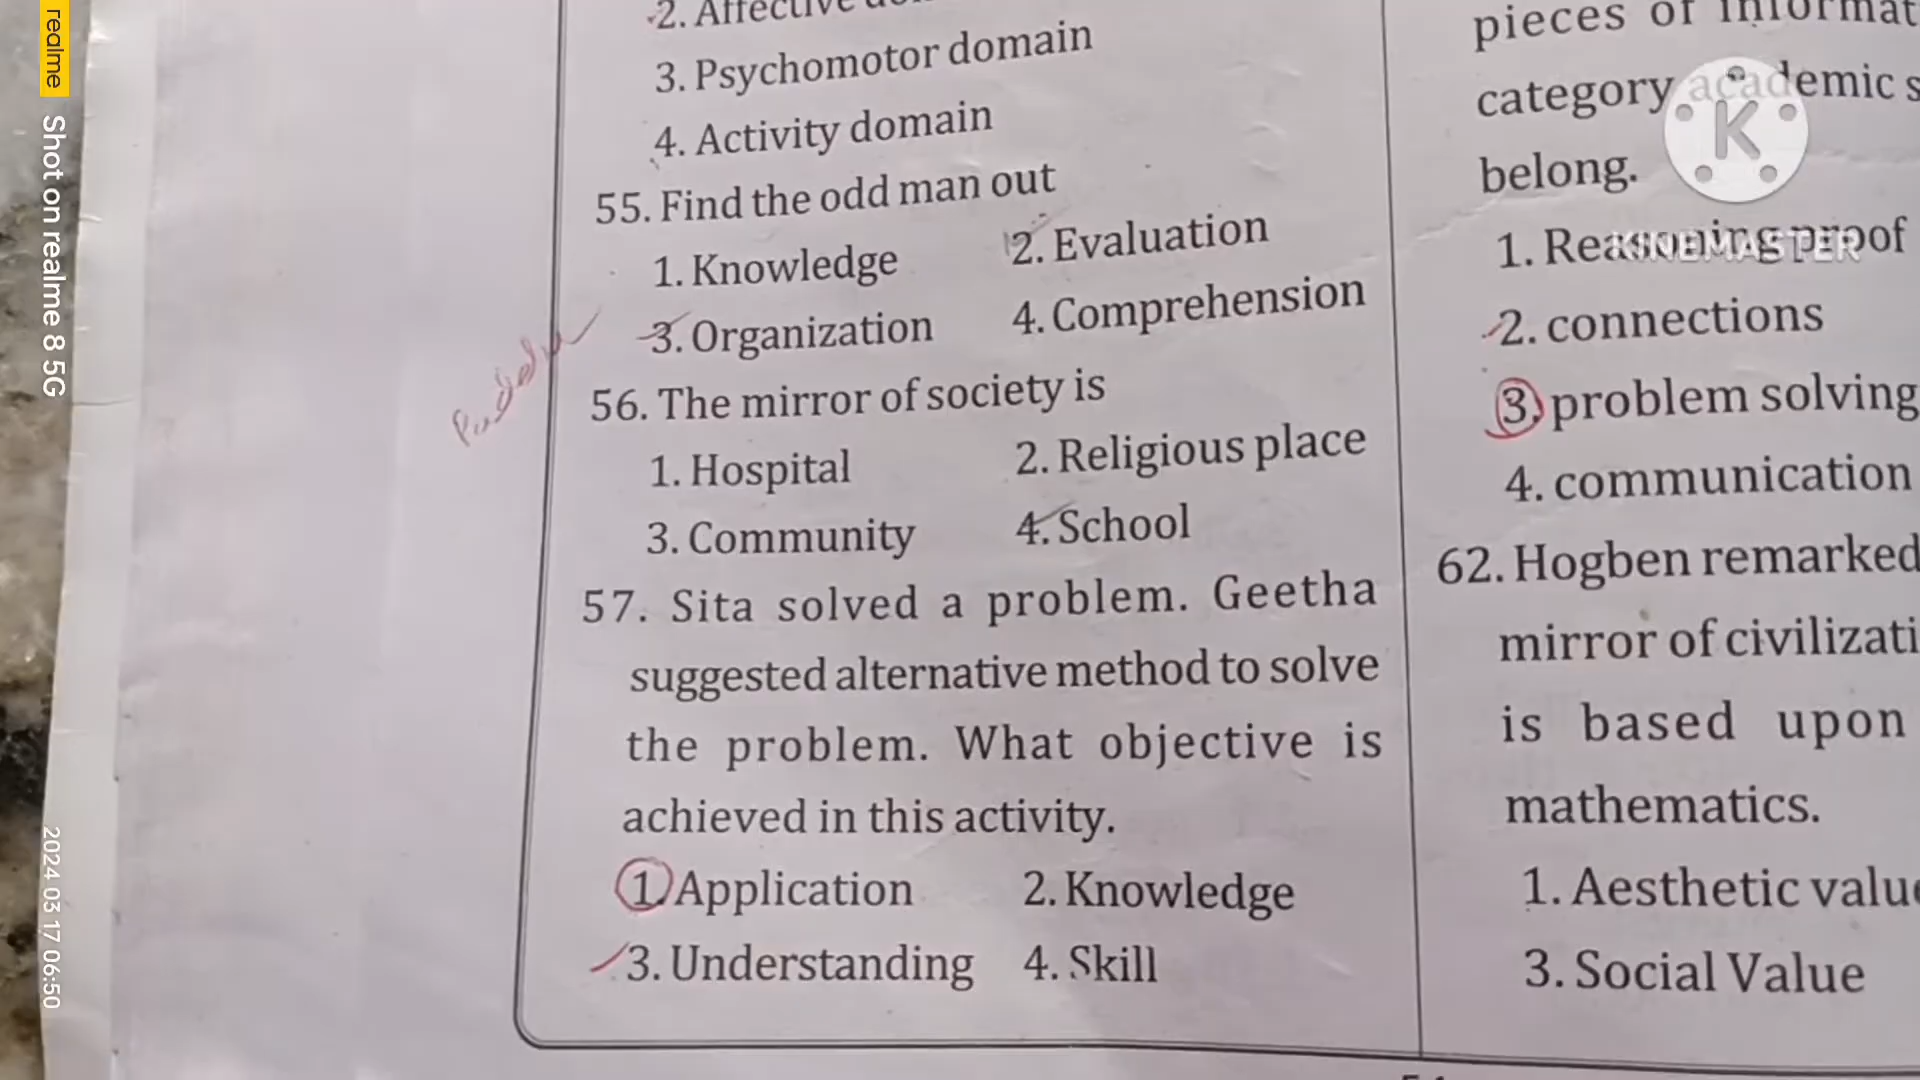 2. Affective
3. Psychomotor domain
4. Activity domain
55. Find the odd man out
1. Knowledge 2. Evaluation
3. Organization 4. Comprehension
56. The mirror of society is
1. Hospital 2. Religious place
3. Community 4. School
57. Sita solved a problem. Geetha
suggested alternative method to solve
the problem. What objective is
achieved in this activity.
1. Application 2. Knowledge
3. Understanding 4. Skill
pieces of informat
category academic s
belong.
1. Reasoning proof
2. connections
3. problem solving
4. communication
62. Hogben remarked
mirror of civilizati
is based upon
mathematics.
1. Aesthetic value
3. Social Value
K
KINEMASTER
realme
Shot on realme 8 5G
2024 03 17 06:50